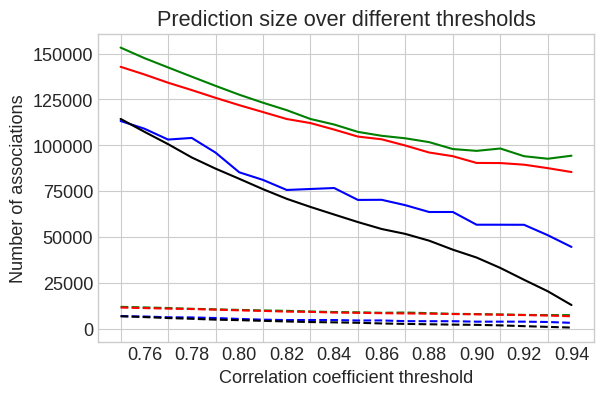 Prediction size over different thresholds
150000
125000
100000
75000
50000
25000
0
Number of associations
0.76 0.78 0.80 0.82 0.84 0.86 0.88 0.90 0.92 0.94
Correlation coefficient threshold